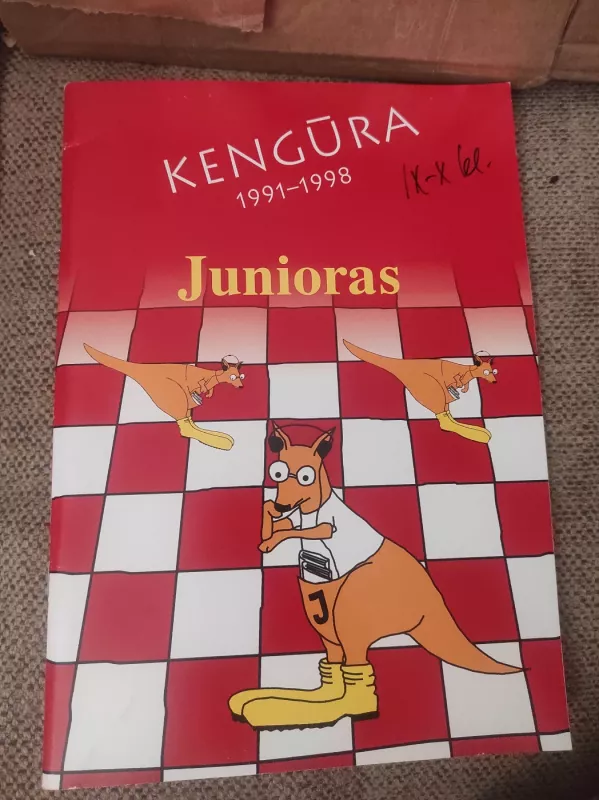 KENGŪRA
1991–1998
IX-X kl.
Junioras
J